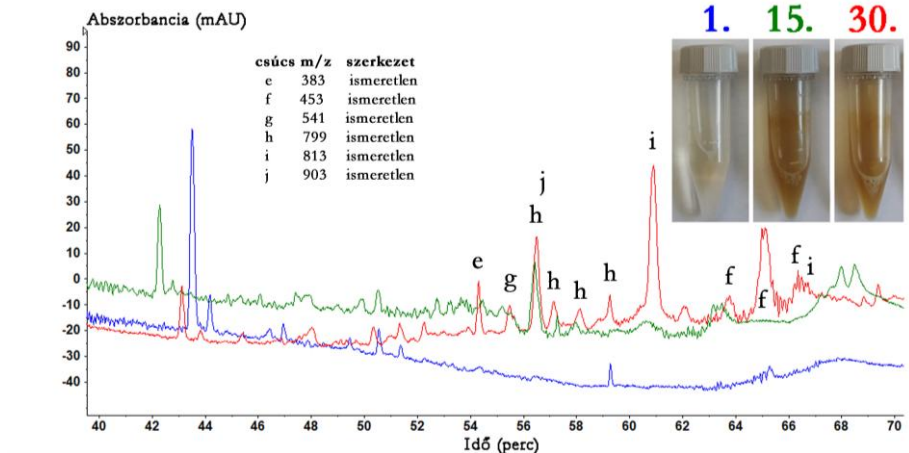 Abszorbancia (mAU)
1. 15. 30.
csúcs m/z szerkezet
e 383 ismeretlen
f 453 ismeretlen
g 541 ismeretlen
h 799 ismeretlen
i 813 ismeretlen
j 903 ismeretlen
90
80
70
60
50
40
30
20
10
0
-10
-20
-30
-40
i
j
h
e
g
h
h
h
f
f
f
i
40 42 44 46 48 50 52 54 56 58 60 62 64 66 68 70
Idő (perc)